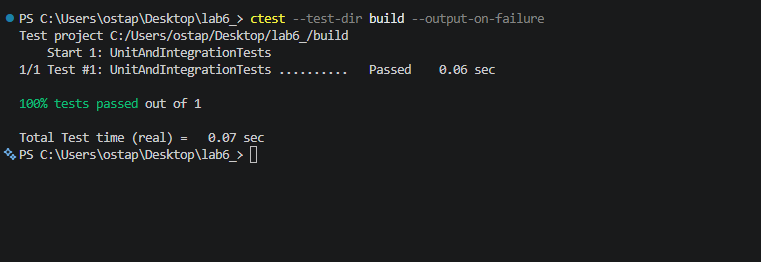 PS C:\Users\ostap\Desktop\lab6_> ctest --test-dir build --output-on-failure
Test project C:/Users/ostap/Desktop/lab6_/build
    Start 1: UnitAndIntegrationTests
1/1 Test #1: UnitAndIntegrationTests ..........   Passed    0.06 sec

100% tests passed out of 1

Total Test time (real) =   0.07 sec
PS C:\Users\ostap\Desktop\lab6_>